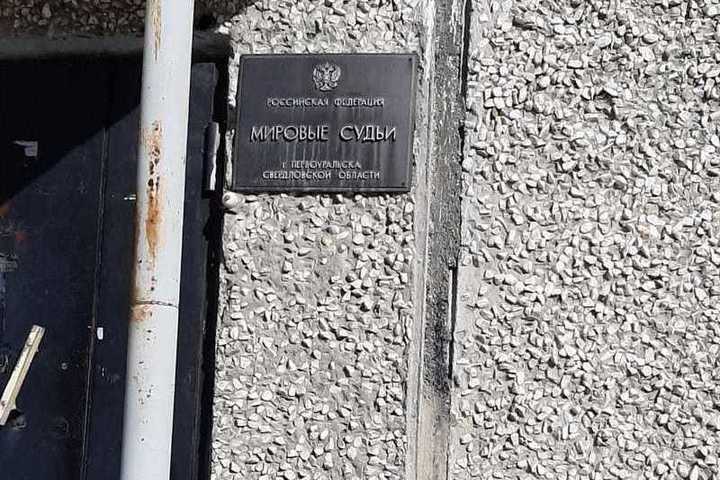 РОССИЙСКАЯ ФЕДЕРАЦИЯ
МИРОВЫЕ СУДЬИ
г. ПЕРВОУРАЛЬСКА
СВЕРДЛОВСКОЙ ОБЛАСТИ